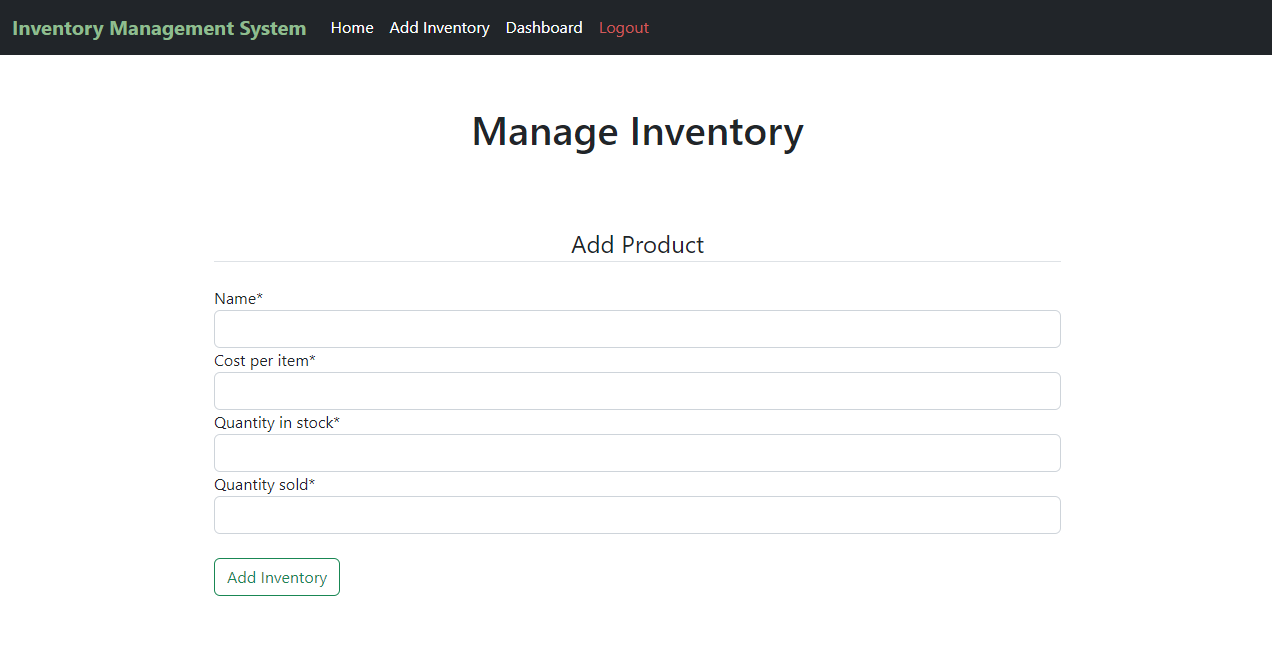 Inventory Management System Home Add Inventory Dashboard Logout
Manage Inventory
Add Product
Name*
Cost per item*
Quantity in stock*
Quantity sold*
Add Inventory